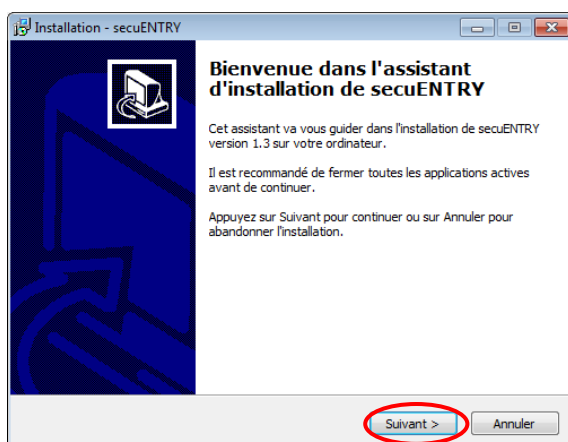 Installation - secuENTRY
Bienvenue dans l'assistant
d'installation de secuENTRY
Cet assistant va vous guider dans l'installation de secuENTRY
version 1.3 sur votre ordinateur.
Il est recommandé de fermer toutes les applications actives
avant de continuer.
Appuyez sur Suivant pour continuer ou sur Annuler pour
abandonner l'installation.
Suivant >
Annuler